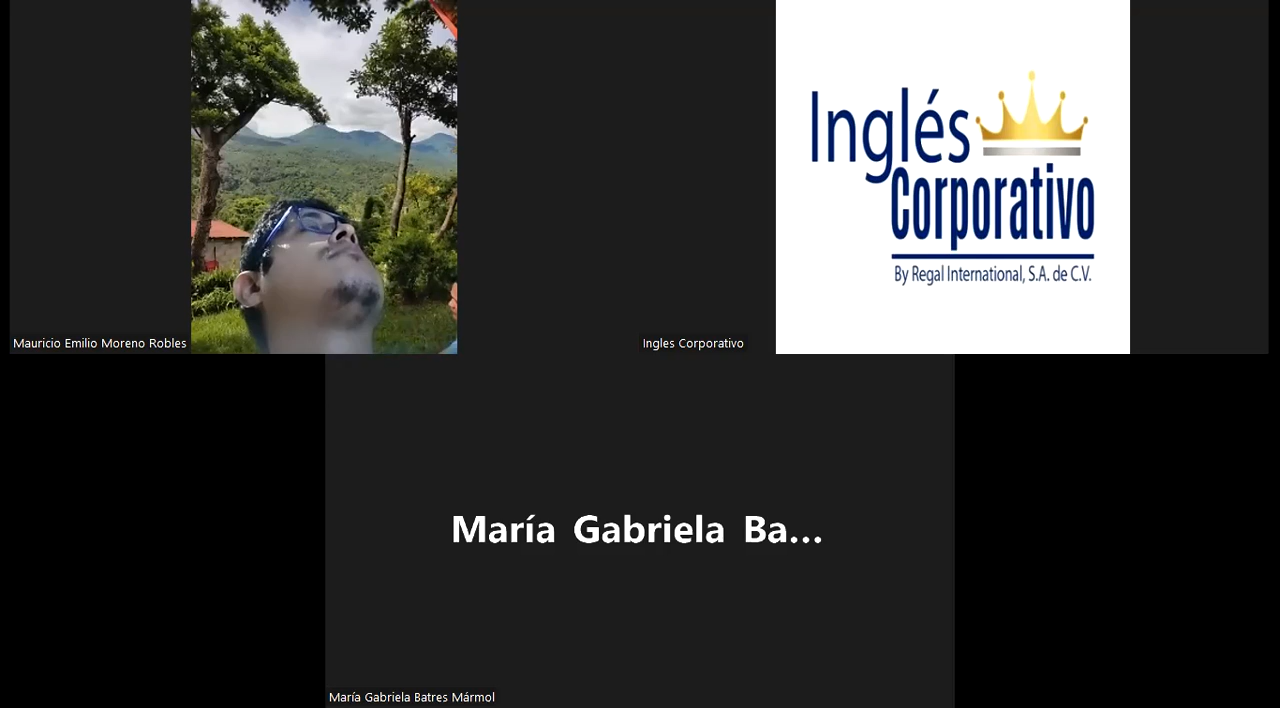 Inglés
Corporativo
By Regal International, S.A. de C.V.
Mauricio Emilio Moreno Robles
Ingles Corporativo
María Gabriela Ba...
María Gabriela Batres Mármol